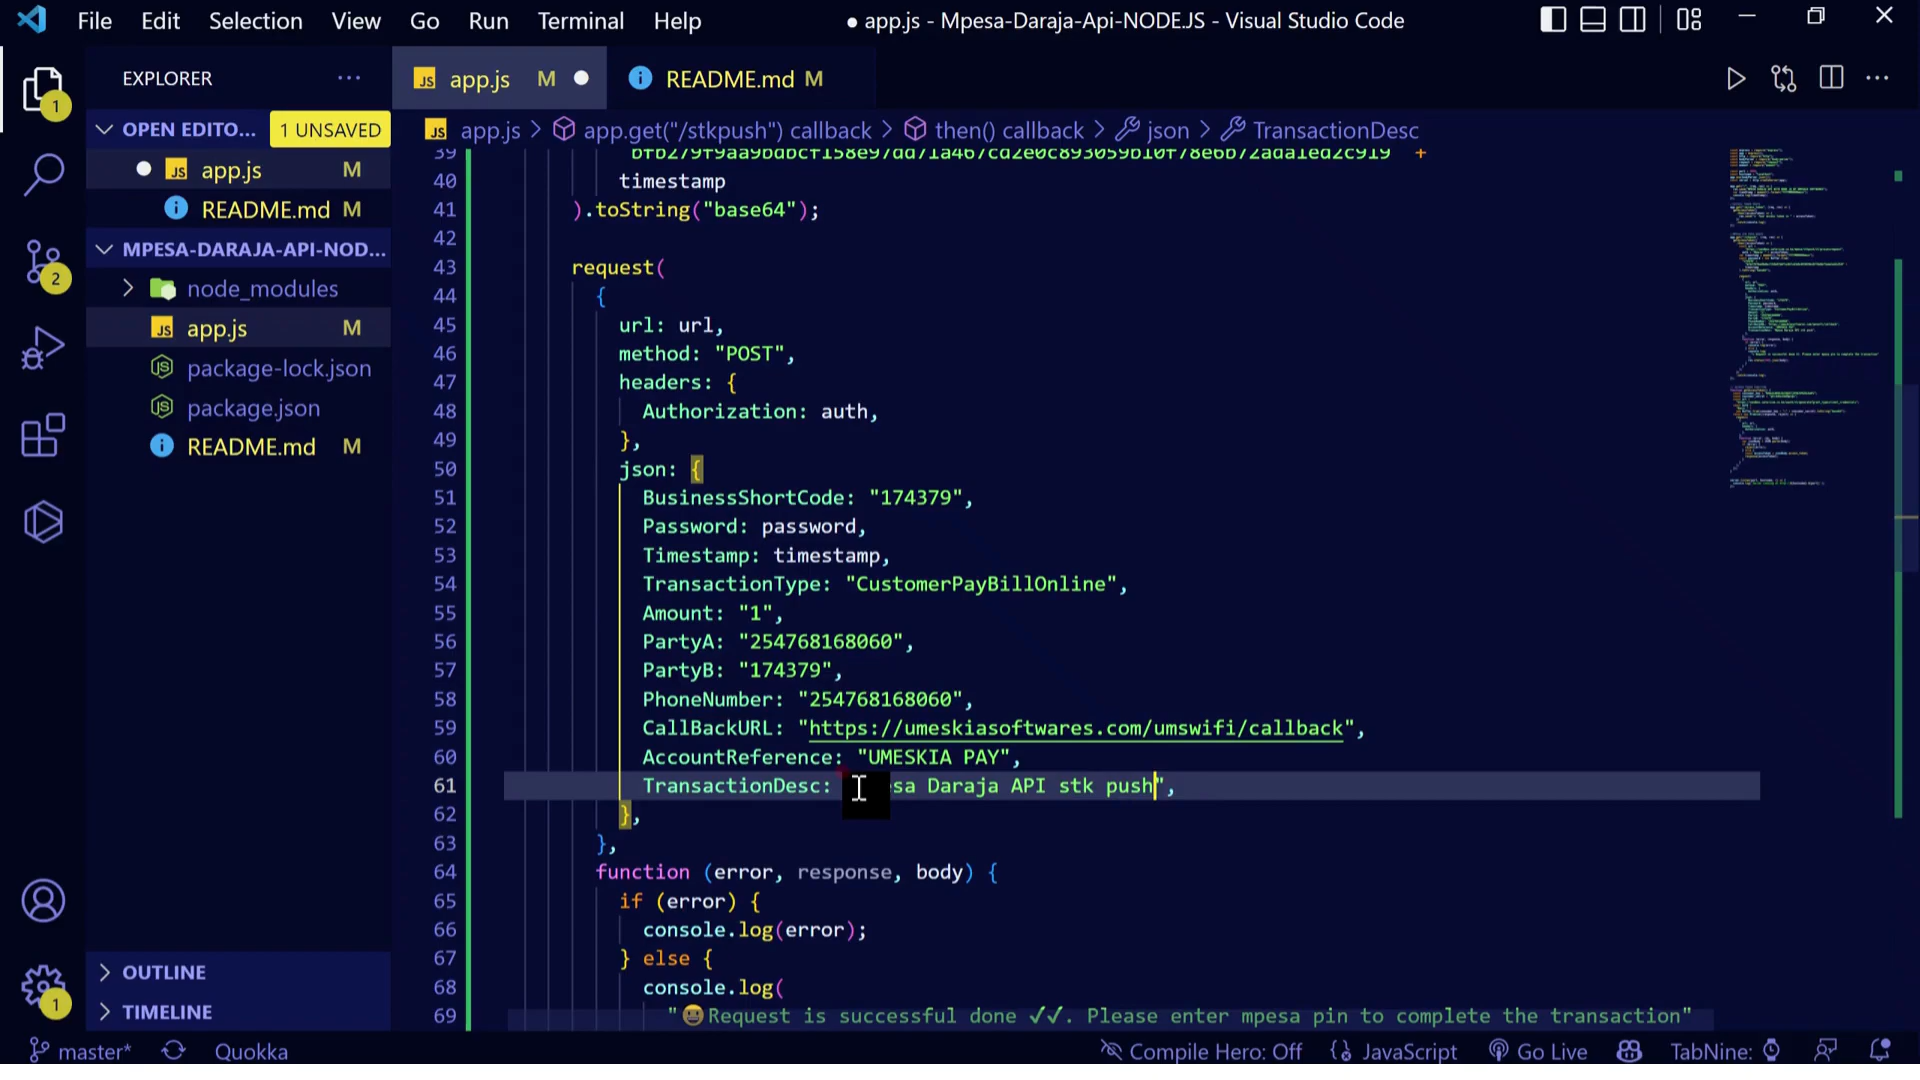 File Edit Selection View Go Run Terminal Help
● app.js - Mpesa-Daraja-Api-NODE.JS - Visual Studio Code
EXPLORER ···
1
OPEN EDITO... 1 UNSAVED
JS app.js M
README.md M
2
MPESA-DARAJA-API-NOD...
node_modules
JS app.js M
package-lock.json
package.json
README.md M
OUTLINE
1
TIMELINE
JS app.js M
README.md M
JS app.js > app.get("/stkpush") callback > then() callback > json > TransactionDesc
39 +
40 timestamp
41 ).toString("base64");
42
43 request(
44 {
45 url: url,
46 method: "POST",
47 headers: {
48 Authorization: auth,
49 },
50 json: {
51 BusinessShortCode: "174379",
52 Password: password,
53 Timestamp: timestamp,
54 TransactionType: "CustomerPayBillOnline",
55 Amount: "1",
56 PartyA: "254768168060",
57 PartyB: "174379",
58 PhoneNumber: "254768168060",
59 CallBackURL: "https://umeskiasoftwares.com/umswifi/callback",
60 AccountReference: "UMESKIA PAY",
61 TransactionDesc: sa Daraja API stk push",
62 },
63 },
64 function (error, response, body) {
65 if (error) {
66 console.log(error);
67 } else {
68 console.log(
69 "😁Request is successful done ✔✔. Please enter mpesa pin to complete the transaction"
master* Quokka Compile Hero: Off JavaScript Go Live TabNine: